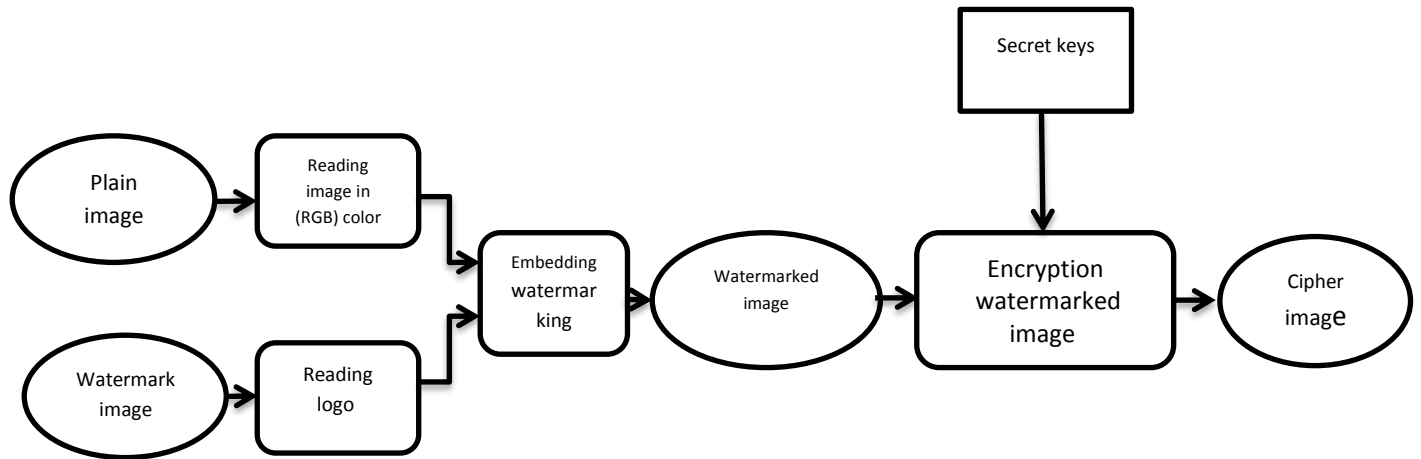 Secret keys
Plain
image
Reading
image in
(RGB) color
Embedding
watermar
king
Watermarked
image
Encryption
watermarked
image
Cipher
image
Watermark
image
Reading
logo